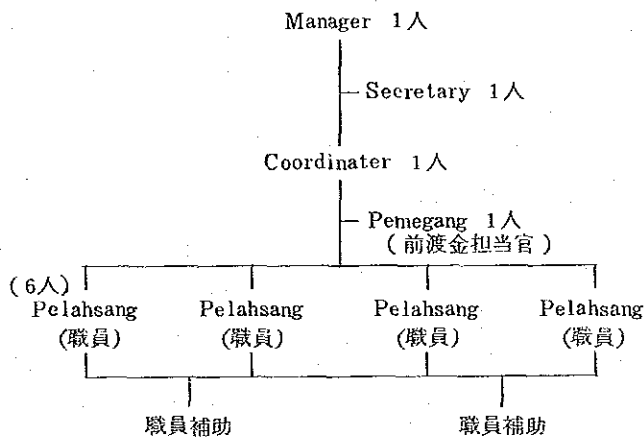 Manager 1人
Secretary 1人
Coordinater 1人
Pemegang 1人
(前渡金担当官)
(6人)
Pelahsang Pelahsang Pelahsang Pelahsang
(職員) (職員) (職員) (職員)
職員補助 職員補助